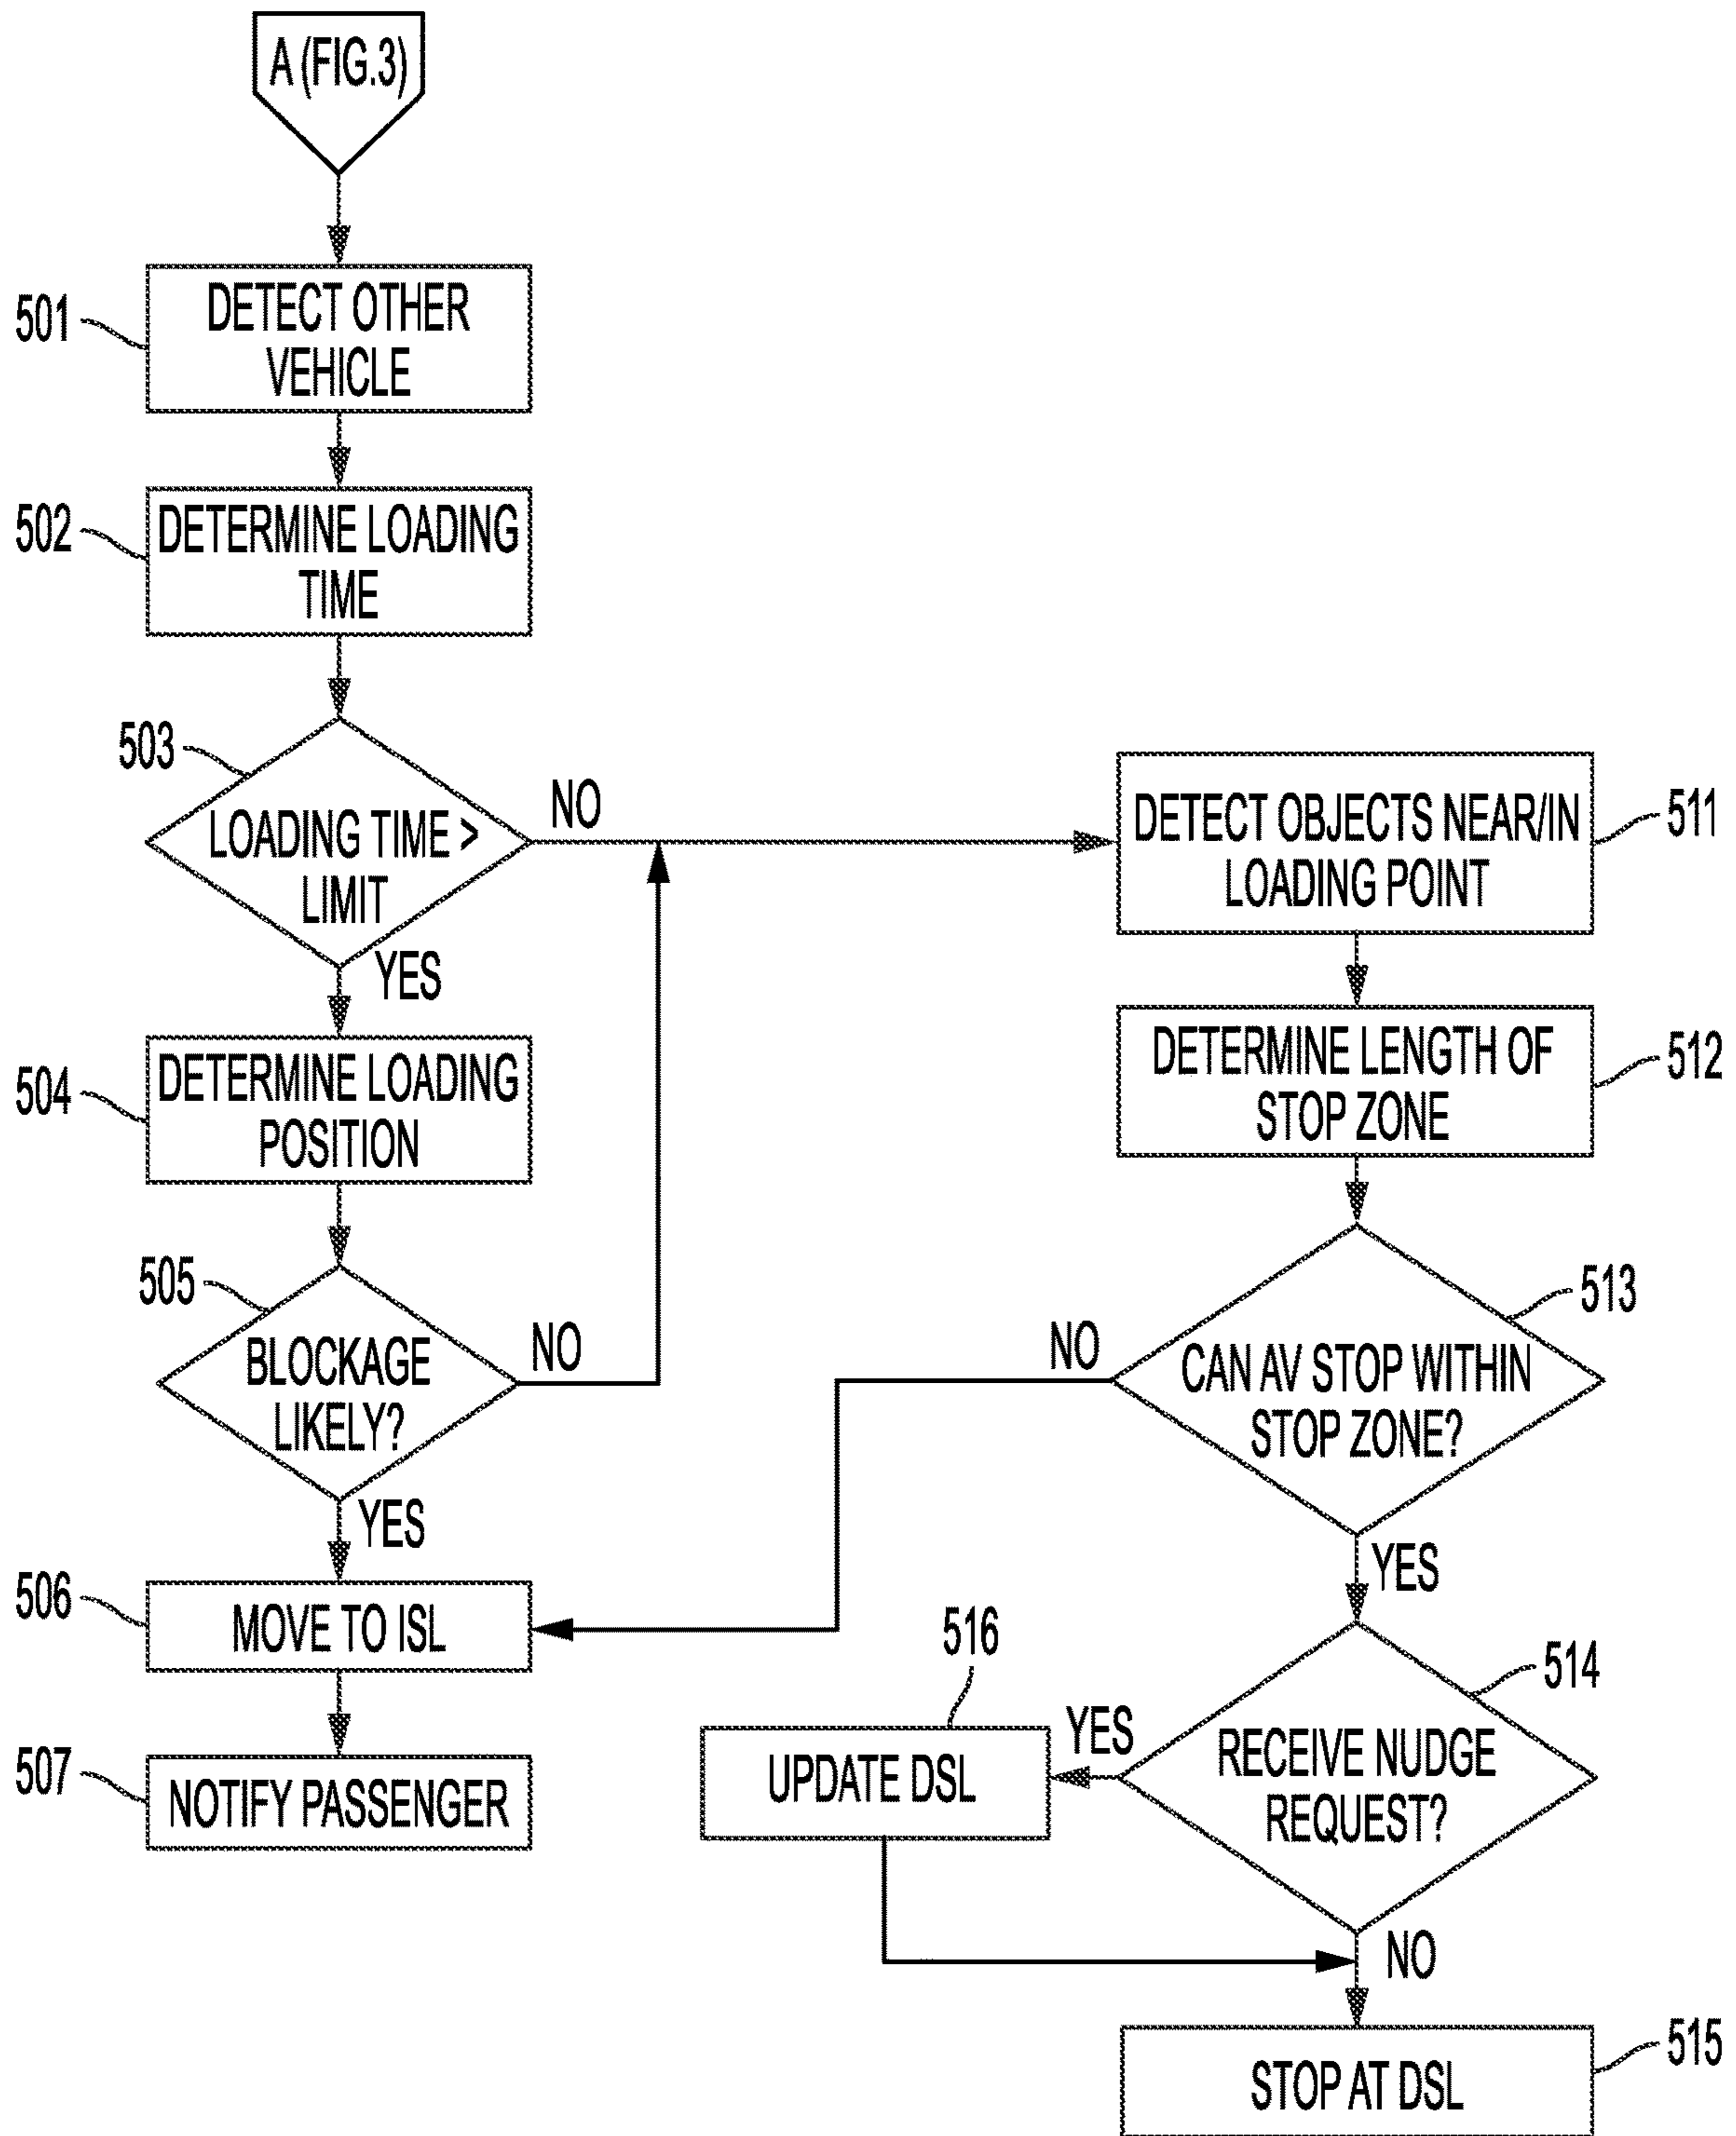 A (FIG.3)
501
DETECT OTHER
VEHICLE
502
DETERMINE LOADING
TIME
503
LOADING TIME >
LIMIT
NO
YES
504
DETERMINE LOADING
POSITION
505
BLOCKAGE
LIKELY?
NO
YES
506
MOVE TO ISL
507
NOTIFY PASSENGER
DETECT OBJECTS NEAR/IN
LOADING POINT
511
DETERMINE LENGTH OF
STOP ZONE
512
513
NO
CAN AV STOP WITHIN
STOP ZONE?
YES
514
RECEIVE NUDGE
REQUEST?
YES
516
UPDATE DSL
NO
STOP AT DSL
515